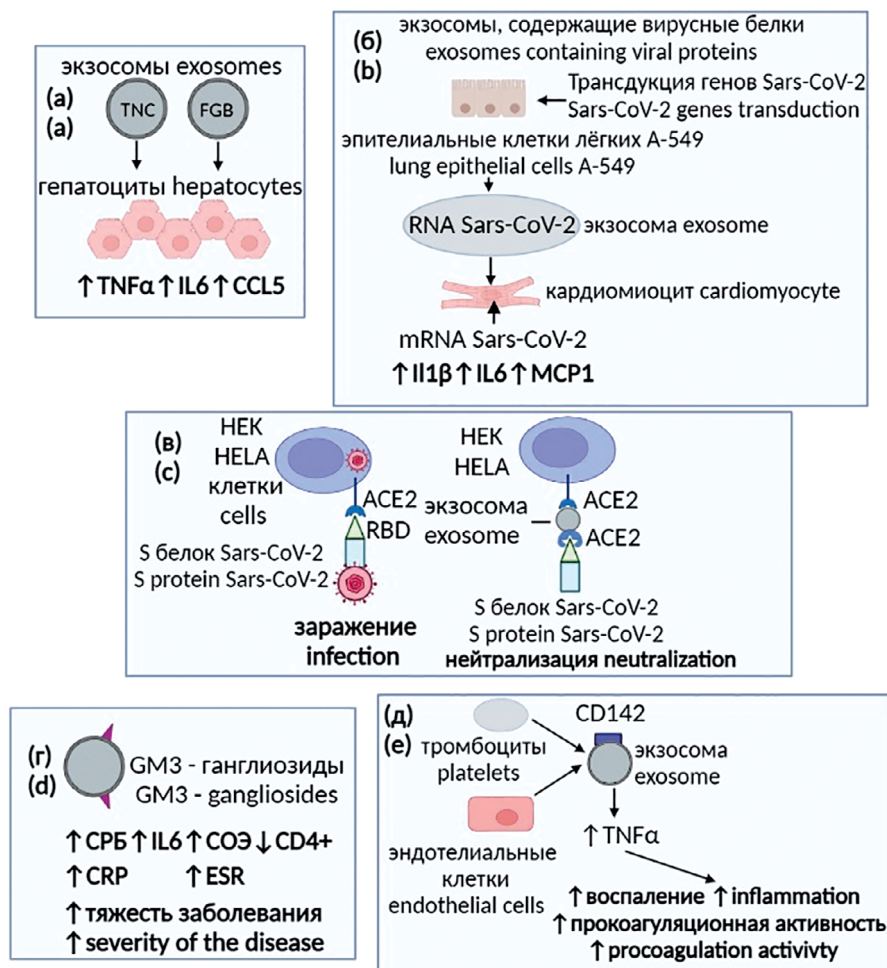 экзосомы exosomes
(а)
(a)
TNC
FGB
гепатоциты hepatocytes
↑TNFα↑IL6↑CCL5
(б)
(b)
экзосомы, содержащие вирусные белки
exosomes containing viral proteins
Трансдукция генов Sars-CoV-2
Sars-CoV-2 genes transduction
эпителиальные клетки лёгких А-549
lung epithelial cells A-549
RNA Sars-CoV-2
экзосома exosome
кардиомиоцит cardiomyocyte
mRNA Sars-CoV-2
↑Il1β↑IL6↑MCP1
(в)
(c)
HEK
HELA
клетки
cells
ACE2
RBD
S белок Sars-CoV-2
S protein Sars-CoV-2
заражение
infection
HEK
HELA
ACE2
экзосома
exosome
ACE2
S белок Sars-CoV-2
S protein Sars-CoV-2
нейтрализация neutralization
(г)
(d)
GM3 - ганглиозиды
GM3 - gangliosides
↑СРБ↑IL6↑СОЭ↓CD4+
↑CRP ↑ESR
↑тяжесть заболевания
↑severity of the disease
(д)
(e)
CD142
тромбоциты
platelets
экзосома
exosome
эндотелиальные
клетки
endothelial cells
↑TNFα
↑воспаление ↑inflammation
↑прокоагуляционная активность
↑procoagulation activivty